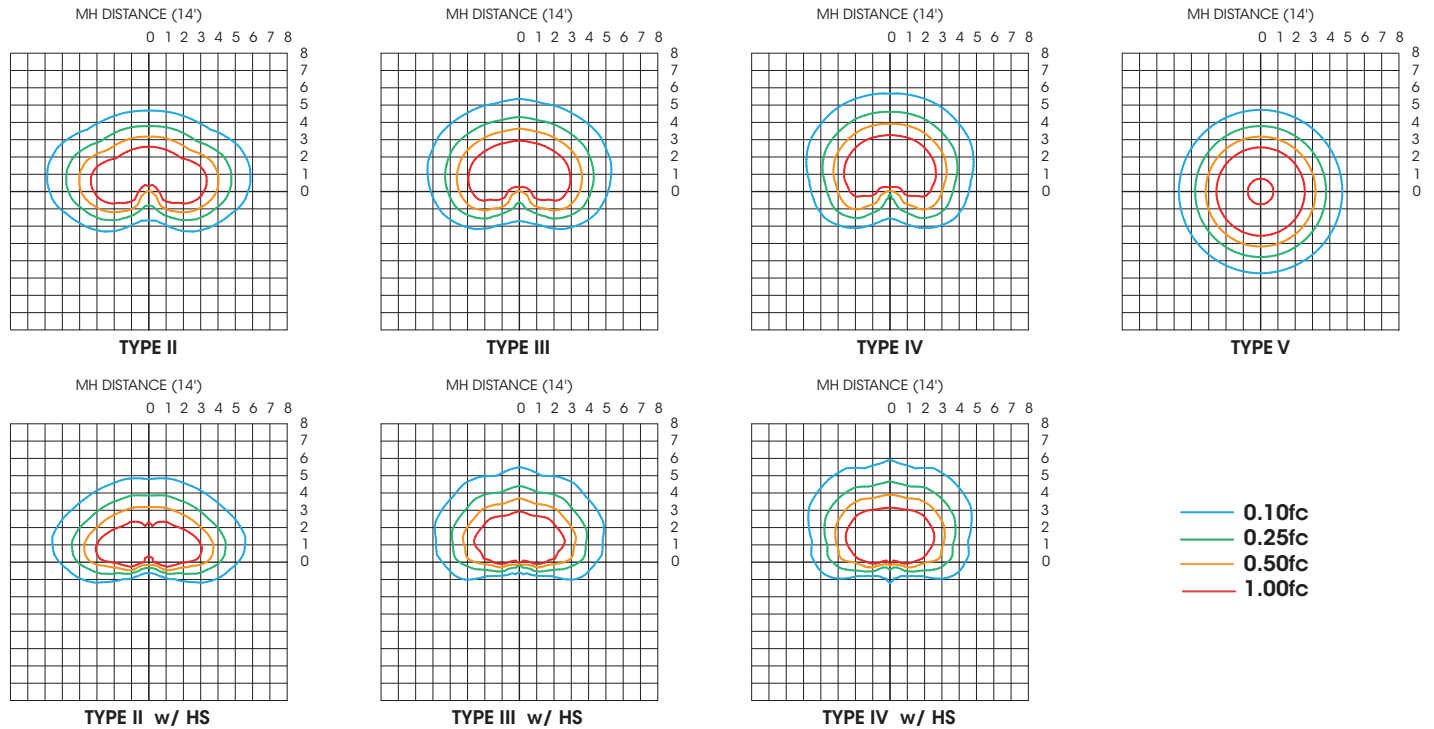 MH DISTANCE (14')
0 1 2 3 4 5 6 7 8
8
7
6
5
4
3
2
1
0
TYPE II
MH DISTANCE (14')
0 1 2 3 4 5 6 7 8
8
7
6
5
4
3
2
1
0
TYPE III
MH DISTANCE (14')
0 1 2 3 4 5 6 7 8
8
7
6
5
4
3
2
1
0
TYPE IV
MH DISTANCE (14')
0 1 2 3 4 5 6 7 8
8
7
6
5
4
3
2
1
0
TYPE V
MH DISTANCE (14')
0 1 2 3 4 5 6 7 8
8
7
6
5
4
3
2
1
0
TYPE II w/ HS
MH DISTANCE (14')
0 1 2 3 4 5 6 7 8
8
7
6
5
4
3
2
1
0
TYPE III w/ HS
MH DISTANCE (14')
0 1 2 3 4 5 6 7 8
8
7
6
5
4
3
2
1
0
TYPE IV w/ HS
0.10fc
0.25fc
0.50fc
1.00fc